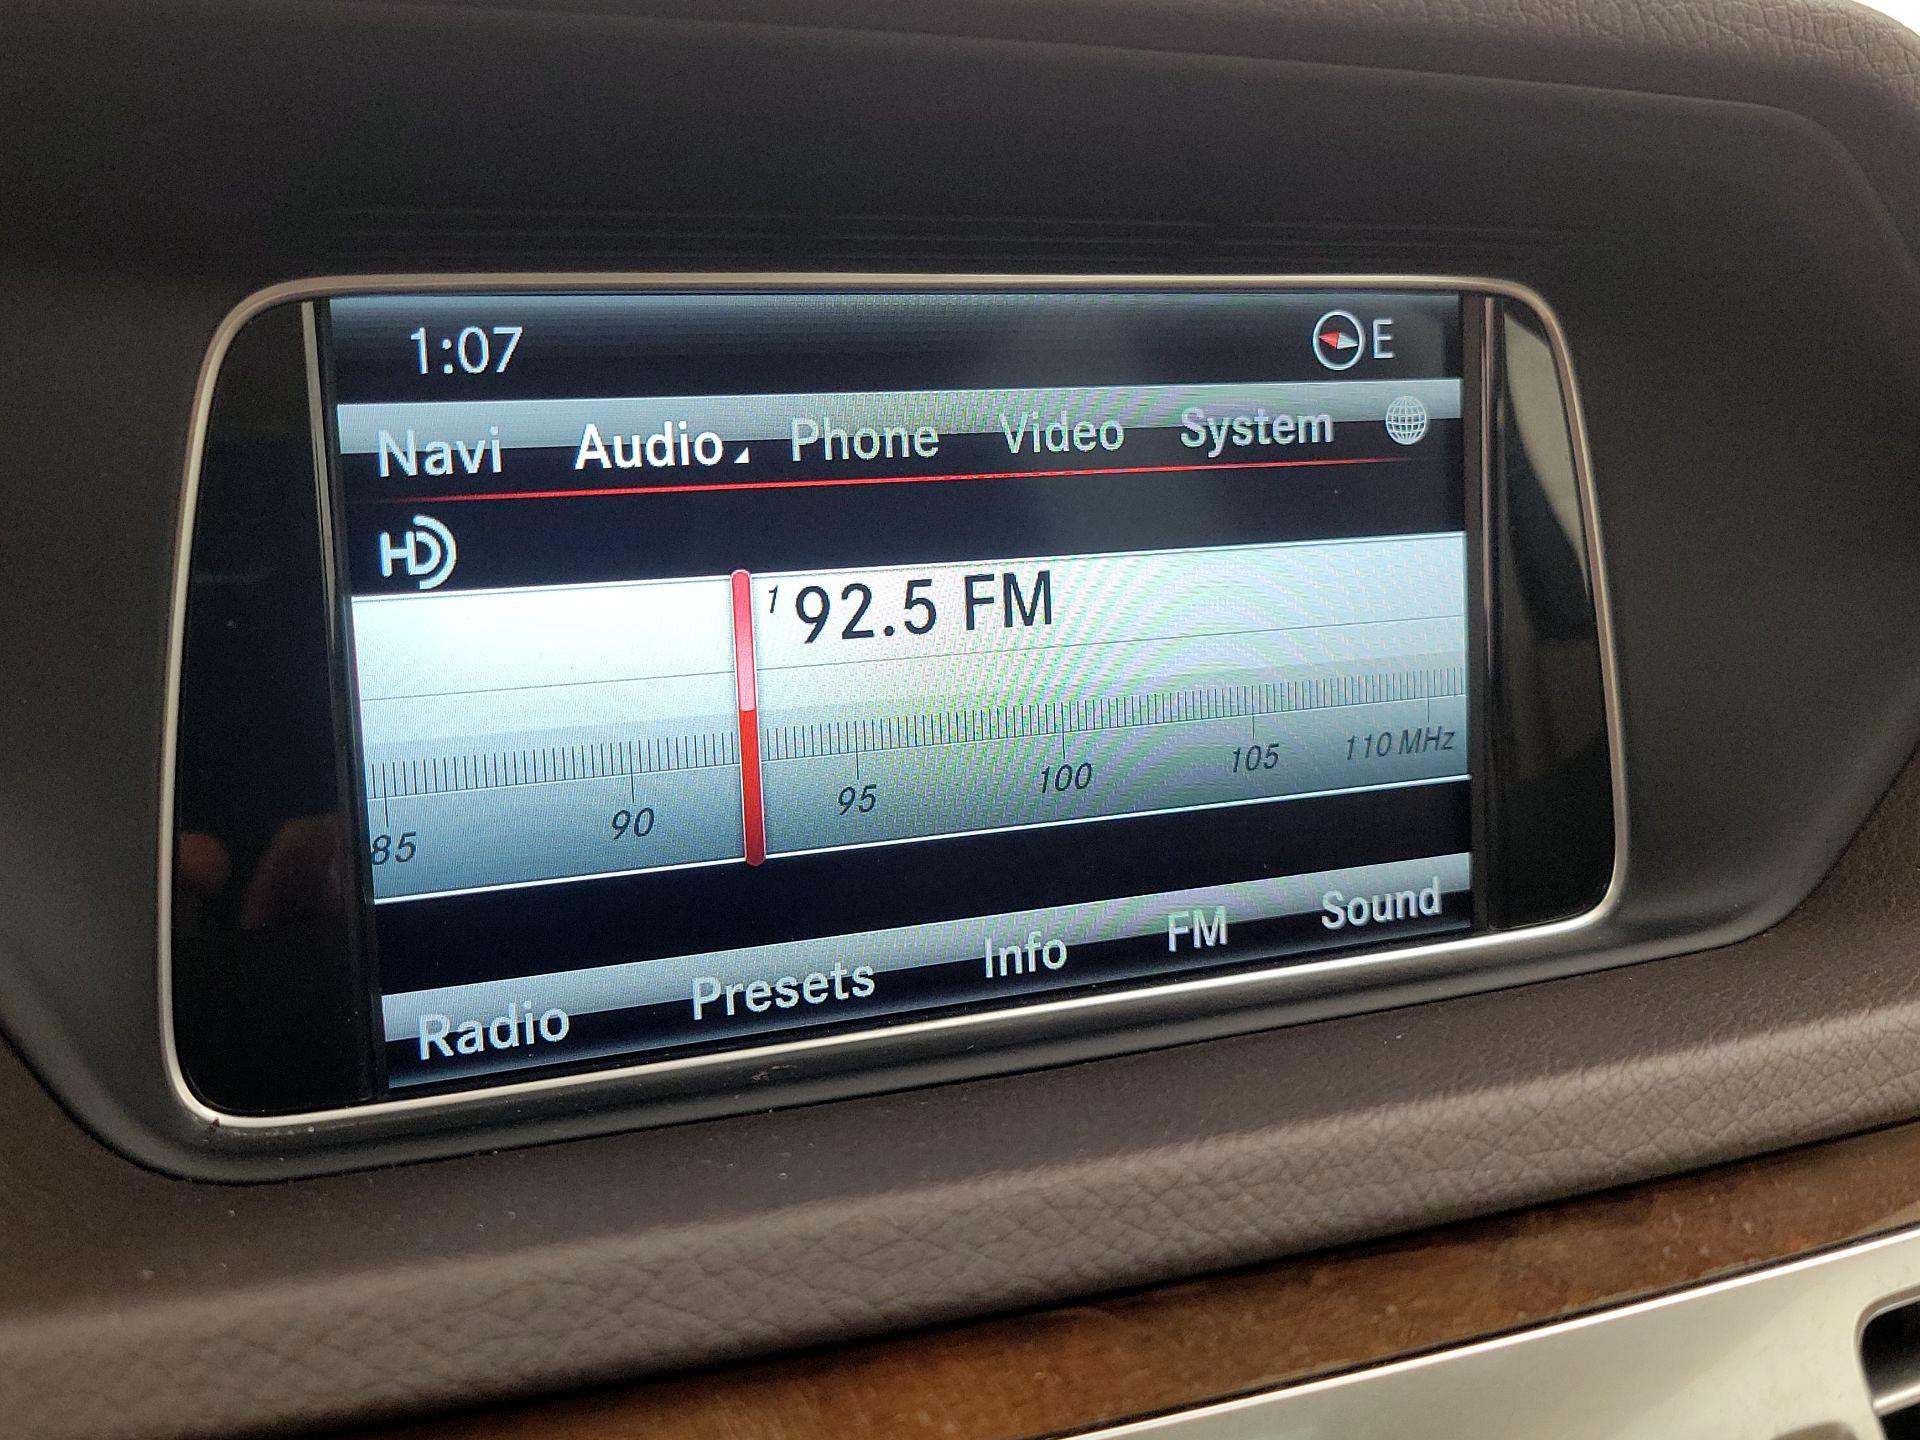 1:07 E
Navi Audio Phone Video System
HD
1 92.5 FM
85 90 95 100 105 110 MHz
Radio Presets Info FM Sound